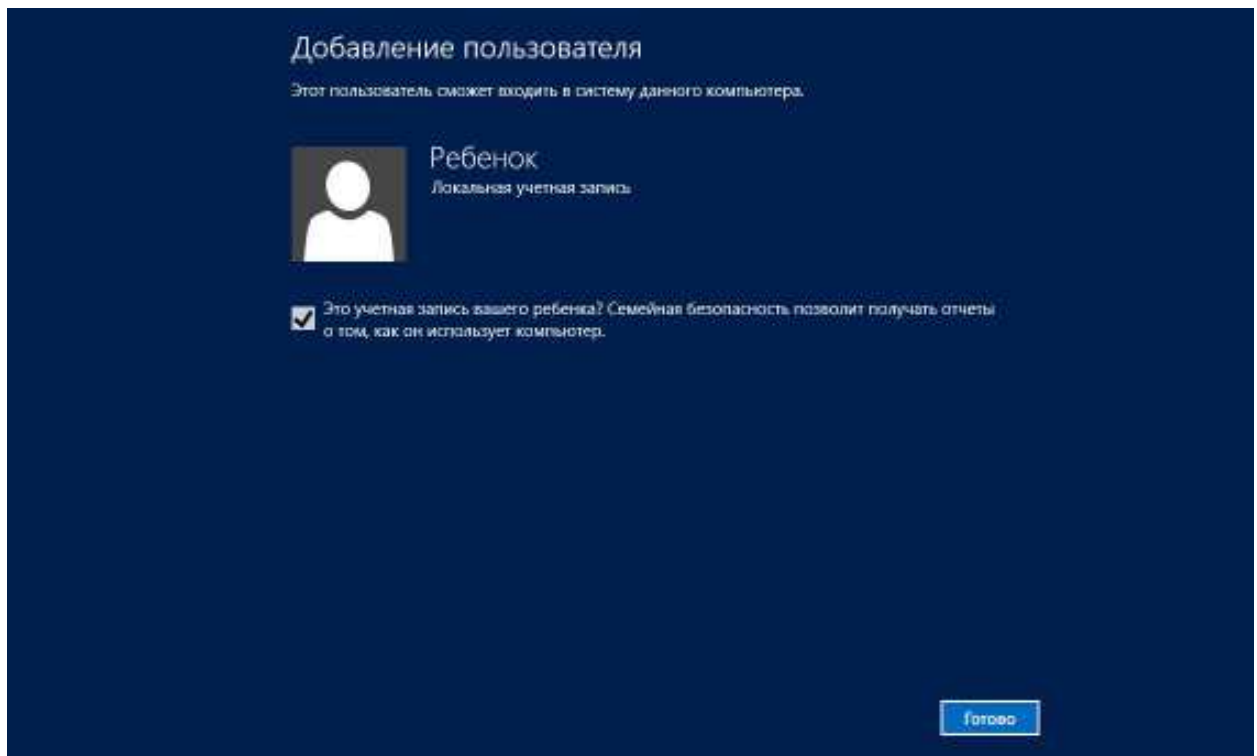 Добавление пользователя
Этот пользователь сможет входить в систему данного компьютера.
Ребенок
Локальная учетная запись
Это учетная запись вашего ребенка? Семейная безопасность позволит получать отчеты
о том, как он использует компьютер.
Готово